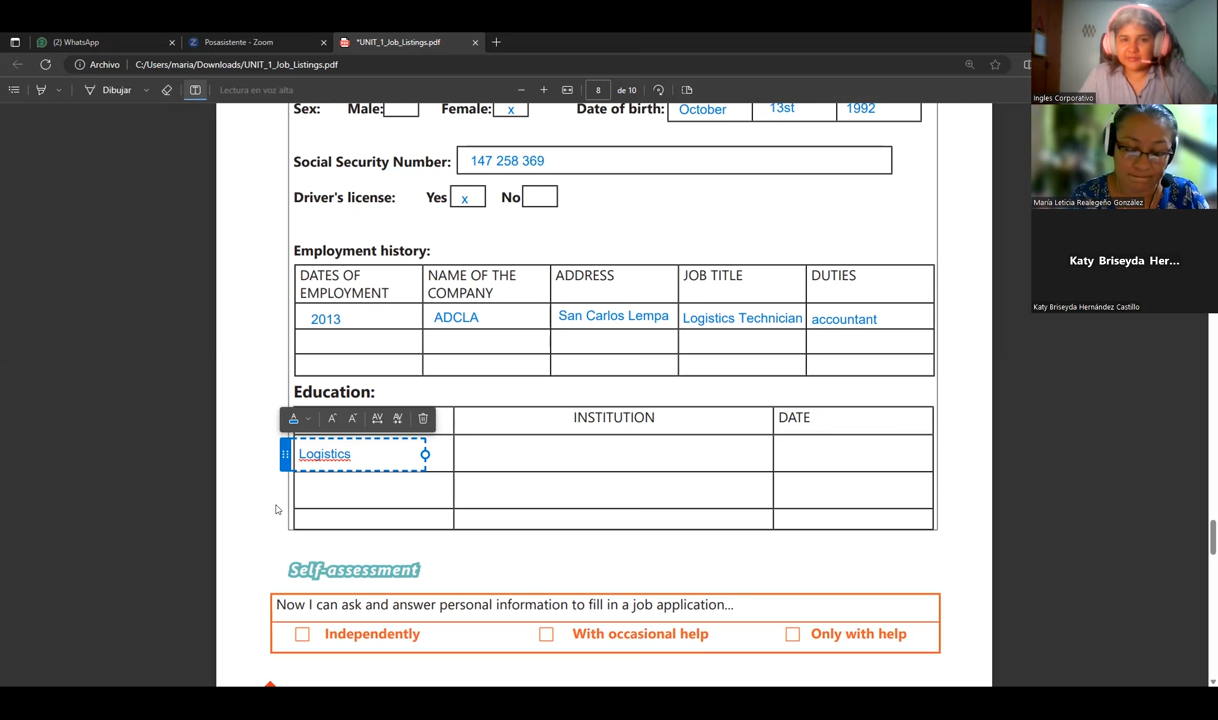 (2) WhatsApp
Posasistente - Zoom
*UNIT_1_Job_Listings.pdf
Archivo
C:/Users/maria/Downloads/UNIT_1_Job_Listings.pdf
Dibujar
Lectura en voz alta
8
de 10
Ingles Corporativo
María Leticia Realegeño González
Katy Briseyda Her...
Katy Briseyda Hernández Castillo
Sex: Male: Female: x Date of birth: October 13st 1992
Social Security Number: 147 258 369
Driver's license: Yes x No
Employment history:
DATES OF EMPLOYMENT
NAME OF THE COMPANY
ADDRESS
JOB TITLE
DUTIES
2013
ADCLA
San Carlos Lempa
Logistics Technician
accountant
Education:
INSTITUTION
DATE
Logistics
Self-assessment
Now I can ask and answer personal information to fill in a job application...
Independently
With occasional help
Only with help